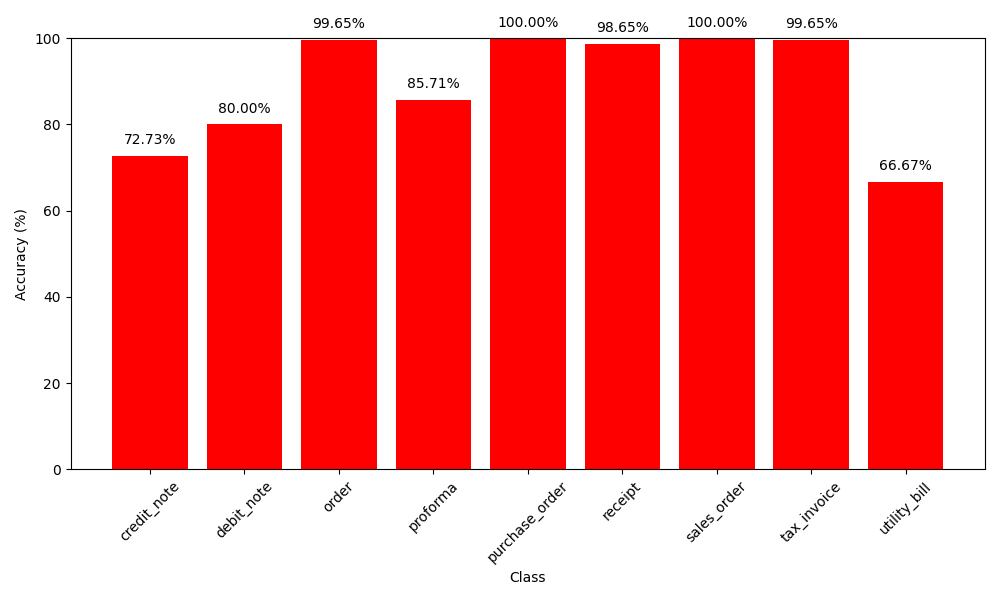 99.65%
100.00%
98.65%
100.00%
99.65%
85.71%
80.00%
72.73%
66.67%
100
80
60
40
20
0
Accuracy (%)
credit_note
debit_note
order
proforma
purchase_order
receipt
sales_order
tax_invoice
utility_bill
Class